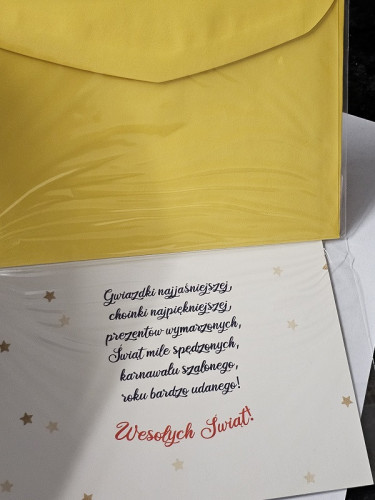 Gwiazdki najjaśniejszej,
choinki najpiękniejszej,
prezentów wymarzonych,
Świąt mile spędzonych,
karnawału szalonego,
roku bardzo udanego!
Wesołych Świąt!